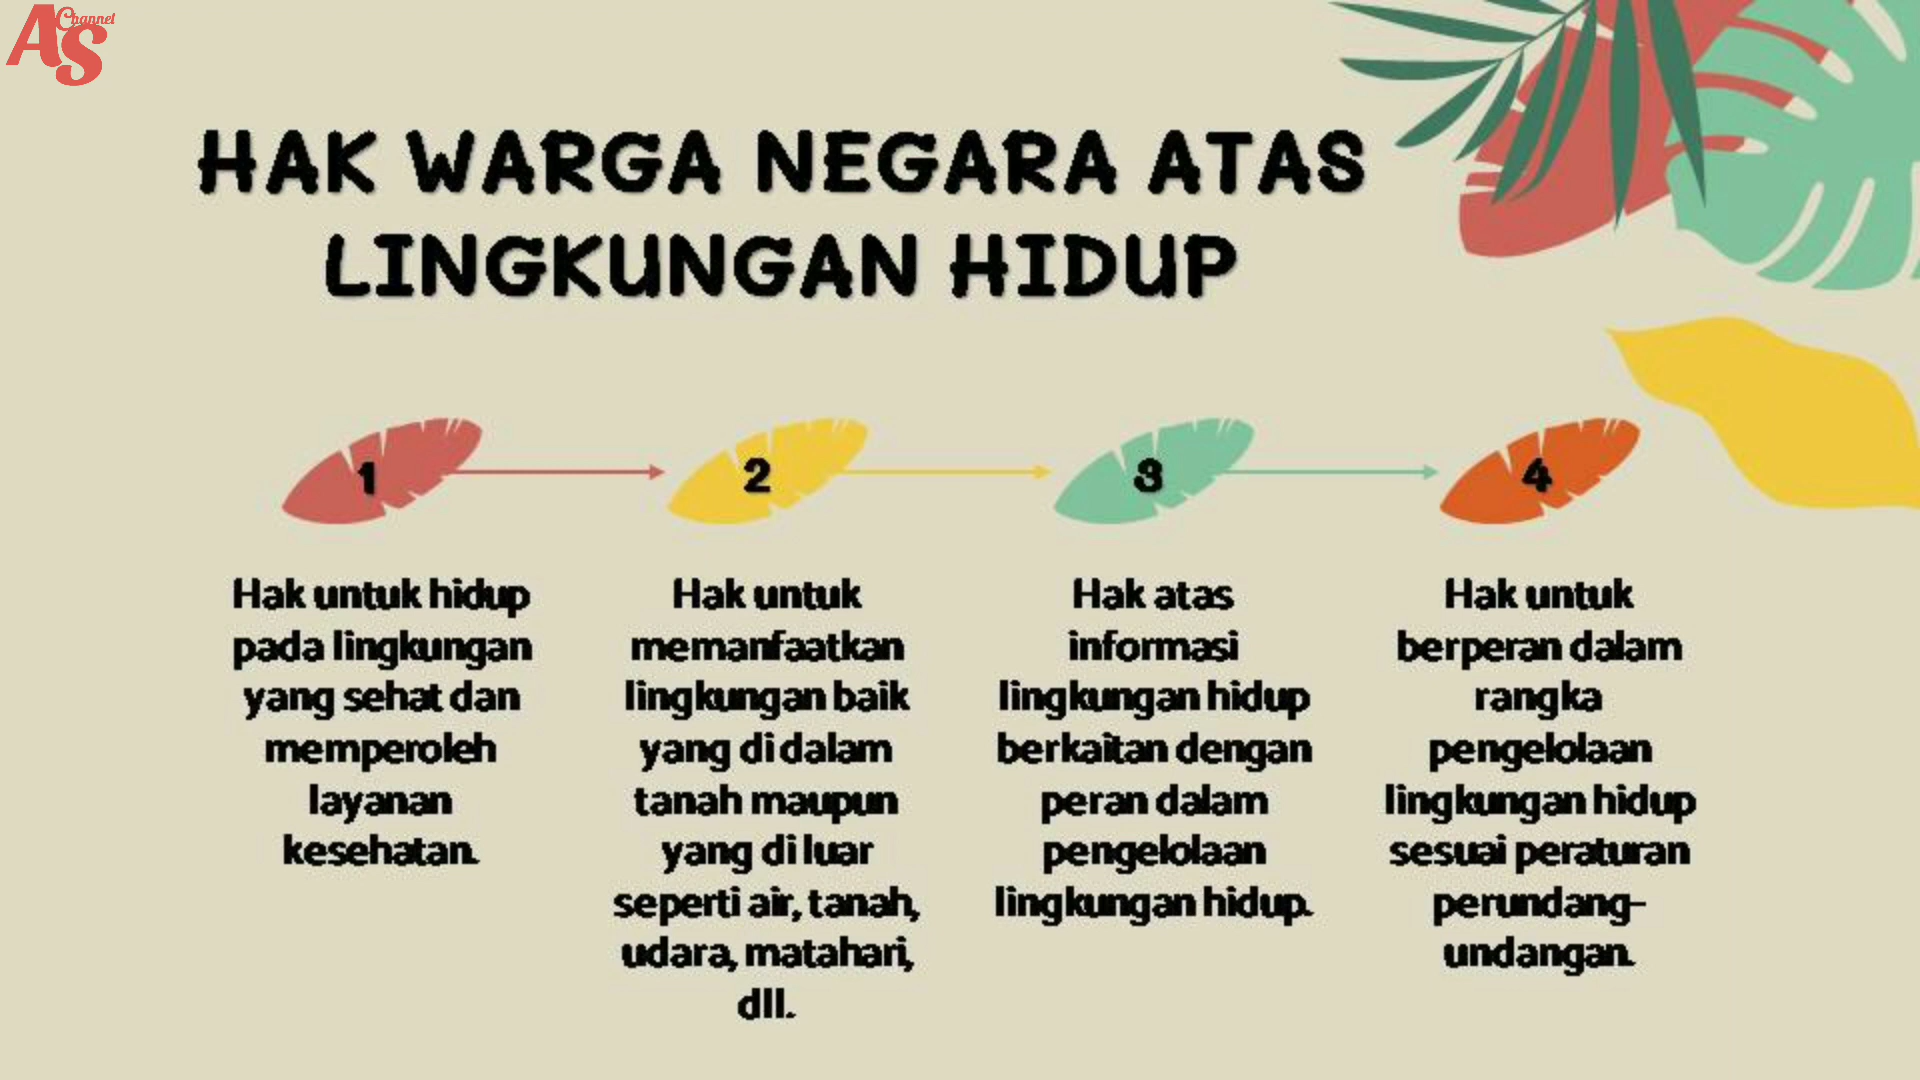 AS Channel
HAK WARGA NEGARA ATAS
LINGKUNGAN HIDUP
1
Hak untuk hidup
pada lingkungan
yang sehat dan
memperoleh
layanan
kesehatan.
2
Hak untuk
memanfaatkan
lingkungan baik
yang di dalam
tanah maupun
yang di luar
seperti air, tanah,
udara, matahari,
dll.
3
Hak atas
informasi
lingkungan hidup
berkaitan dengan
peran dalam
pengelolaan
lingkungan hidup.
4
Hak untuk
berperan dalam
rangka
pengelolaan
lingkungan hidup
sesuai peraturan
perundang-
undangan.